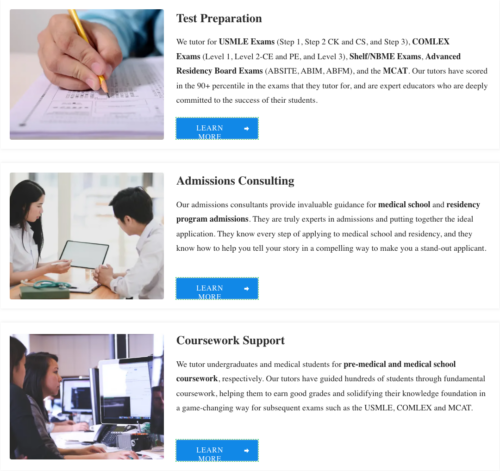 Test Preparation
We tutor for USMLE Exams (Step 1, Step 2 CK and CS, and Step 3), COMLEX
Exams (Level 1, Level 2-CE and PE, and Level 3), Shelf/NBME Exams, Advanced
Residency Board Exams (ABSITE, ABIM, ABFM), and the MCAT. Our tutors have scored
in the 90+ percentile in the exams that they tutor for, and are expert educators who are deeply
committed to the success of their students.
LEARN
MORE
Admissions Consulting
Our admissions consultants provide invaluable guidance for medical school and residency
program admissions. They are truly experts in admissions and putting together the ideal
application. They know every step of applying to medical school and residency, and they
know how to help you tell your story in a compelling way to make you a stand-out applicant.
LEARN
MORE
Coursework Support
We tutor undergraduates and medical students for pre-medical and medical school
coursework, respectively. Our tutors have guided hundreds of students through fundamental
coursework, helping them to earn good grades and solidifying their knowledge foundation in
a game-changing way for subsequent exams such as the USMLE, COMLEX and MCAT.
LEARN
MORE